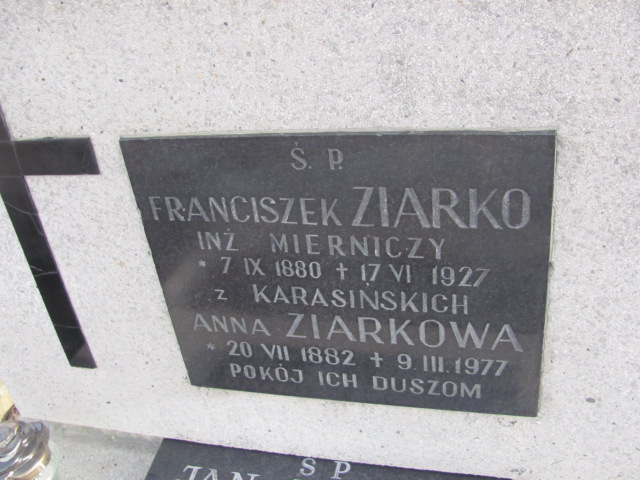 Ś. P.
FRANCISZEK ZIARKO
INŻ MIERNICZY
* 7 IX 1880 + 17 VI 1927
z KARASIŃSKICH
ANNA ZIARKOWA
* 20 VII 1882 + 9.III.1977
POKÓJ ICH DUSZOM
Ś P
JAN